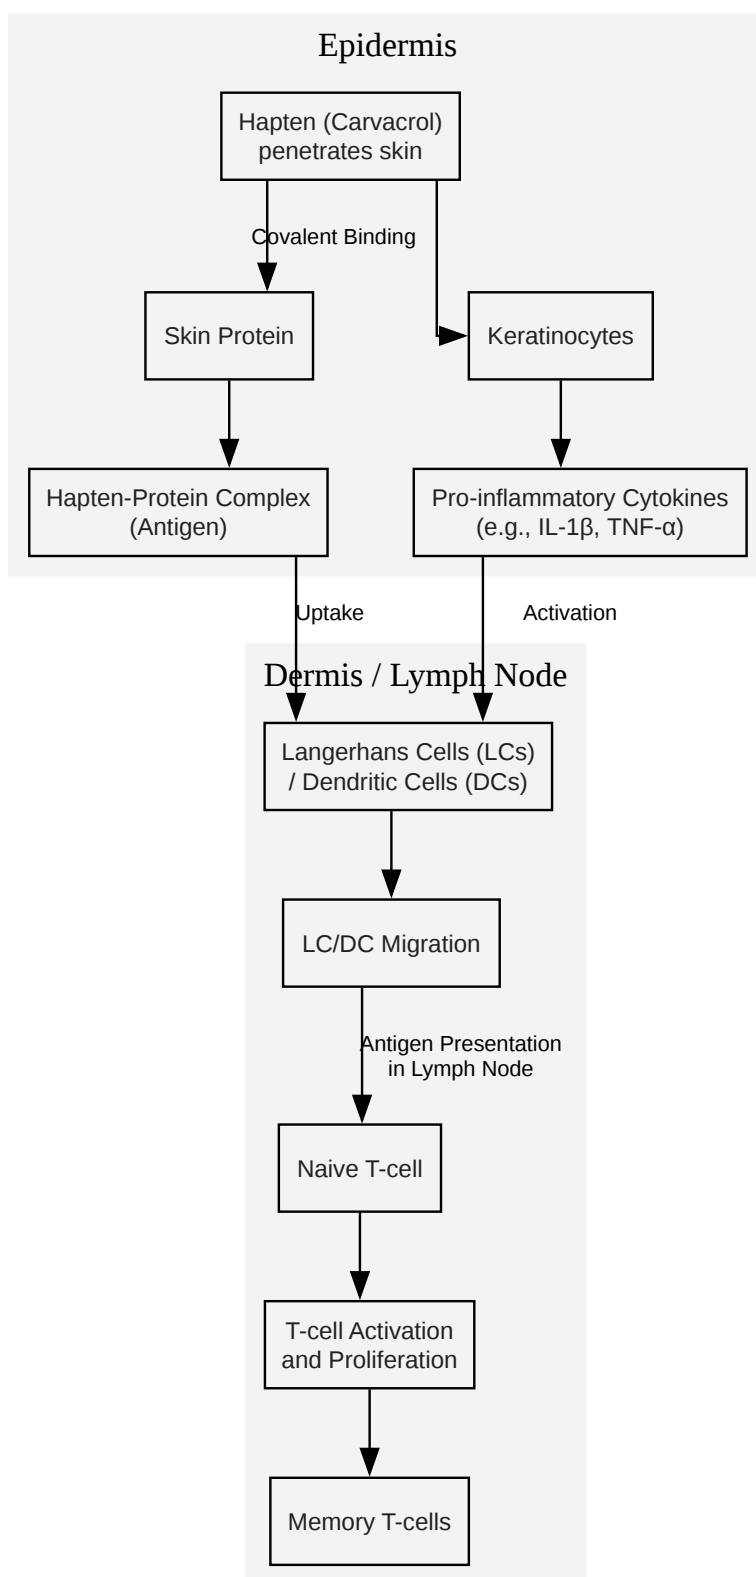 Epidermis
Hapten (Carvacrol)
penetrates skin
Covalent Binding
Skin Protein
Keratinocytes
Hapten-Protein Complex
(Antigen)
Pro-inflammatory Cytokines
(e.g., IL-1β, TNF-α)
Uptake
Activation
Dermis / Lymph Node
Langerhans Cells (LCs)
/ Dendritic Cells (DCs)
LC/DC Migration
Antigen Presentation
in Lymph Node
Naive T-cell
T-cell Activation
and Proliferation
Memory T-cells